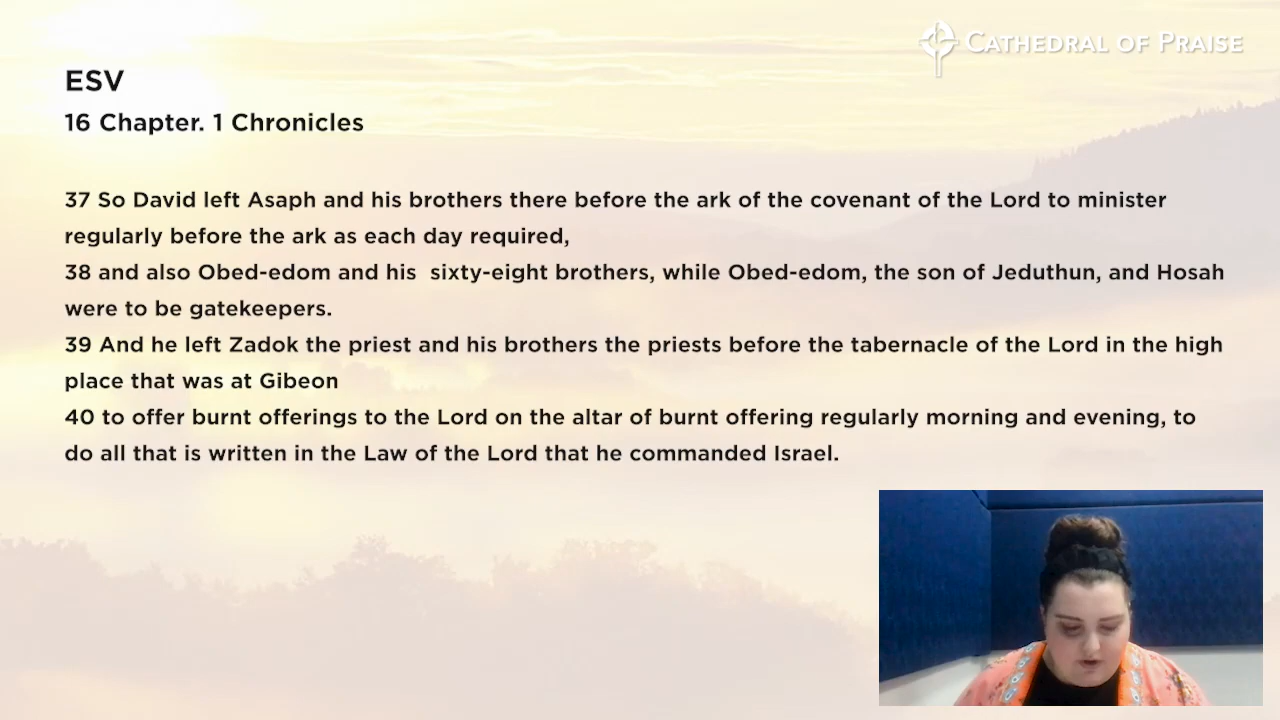 CATHEDRAL OF PRAISE
ESV
16 Chapter. 1 Chronicles
37 So David left Asaph and his brothers there before the ark of the covenant of the Lord to minister
regularly before the ark as each day required,
38 and also Obed-edom and his  sixty-eight brothers, while Obed-edom, the son of Jeduthun, and Hosah
were to be gatekeepers.
39 And he left Zadok the priest and his brothers the priests before the tabernacle of the Lord in the high
place that was at Gibeon
40 to offer burnt offerings to the Lord on the altar of burnt offering regularly morning and evening, to
do all that is written in the Law of the Lord that he commanded Israel.